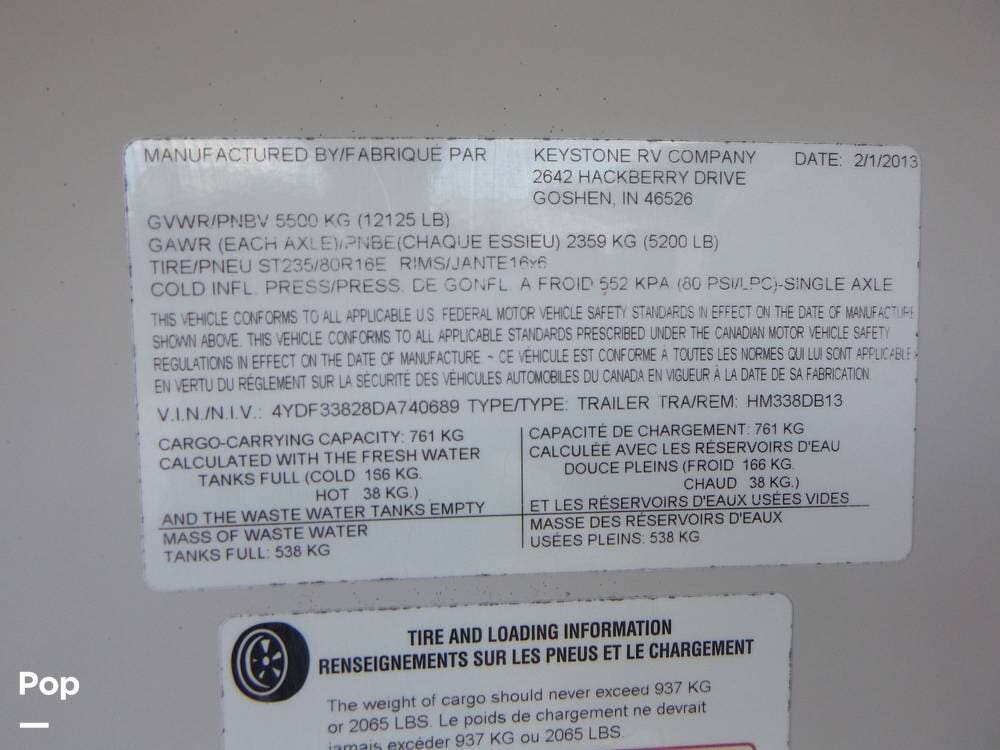 MANUFACTURED BY/FABRIQUÉ PAR KEYSTONE RV COMPANY DATE: 2/1/2013
2642 HACKBERRY DRIVE
GOSHEN, IN 46526
GVWR/PNBV 5500 KG (12125 LB)
GAWR (EACH AXLE)/PNBE(CHAQUE ESSIEU) 2359 KG (5200 LB)
TIRE/PNEU ST235/80R16E RIMS/JANTE16x6
COLD INFL. PRESS/PRESS. DE GONFL. A FROID 552 KPA (80 PSI/LPC)-SINGLE AXLE
THIS VEHICLE CONFORMS TO ALL APPLICABLE U.S. FEDERAL MOTOR VEHICLE SAFETY STANDARDS IN EFFECT ON THE DATE OF MANUFACTURE
SHOWN ABOVE. THIS VEHICLE CONFORMS TO ALL APPLICABLE STANDARDS PRESCRIBED UNDER THE CANADIAN MOTOR VEHICLE SAFETY
REGULATIONS IN EFFECT ON THE DATE OF MANUFACTURE ~ CE VÉHICULE EST CONFORME À TOUTES LES NORMES QUI LUI SONT APPLICABLES
EN VERTU DU RÉGLEMENT SUR LA SÉCURITÉ DES VÉHICULES AUTOMOBILES DU CANADA EN VIGUEUR À LA DATE DE SA FABRICATION.
V.I.N./N.I.V.: 4YDF33828DA740689 TYPE/TYPE: TRAILER TRA/REM: HM338DB13
CARGO-CARRYING CAPACITY: 761 KG
CALCULATED WITH THE FRESH WATER
TANKS FULL (COLD 166 KG.
HOT 38 KG.)
AND THE WASTE WATER TANKS EMPTY
MASS OF WASTE WATER
TANKS FULL: 538 KG
CAPACITÉ DE CHARGEMENT: 761 KG
CALCULÉE AVEC LES RÉSERVOIRS D'EAU
DOUCE PLEINS (FROID 166 KG.
CHAUD 38 KG.)
ET LES RÉSERVOIRS D'EAUX USÉES VIDES
MASSE DES RÉSERVOIRS D'EAUX
USÉES PLEINS: 538 KG
TIRE AND LOADING INFORMATION
RENSEIGNEMENTS SUR LES PNEUS ET LE CHARGEMENT
The weight of cargo should never exceed 937 KG
or 2065 LBS. Le poids de chargement ne devrait
jamais excéder 937 KG ou 2065 LBS.
Pop